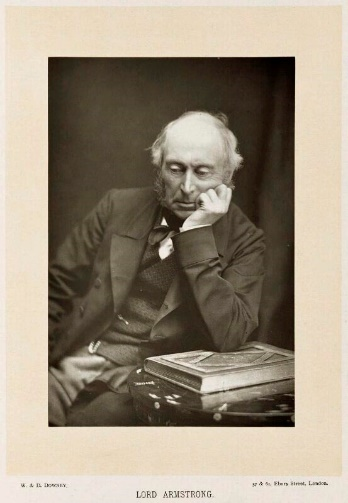 W. & D. DOWNEY,
57 & 61, Ebury Street, London.
LORD ARMSTRONG.